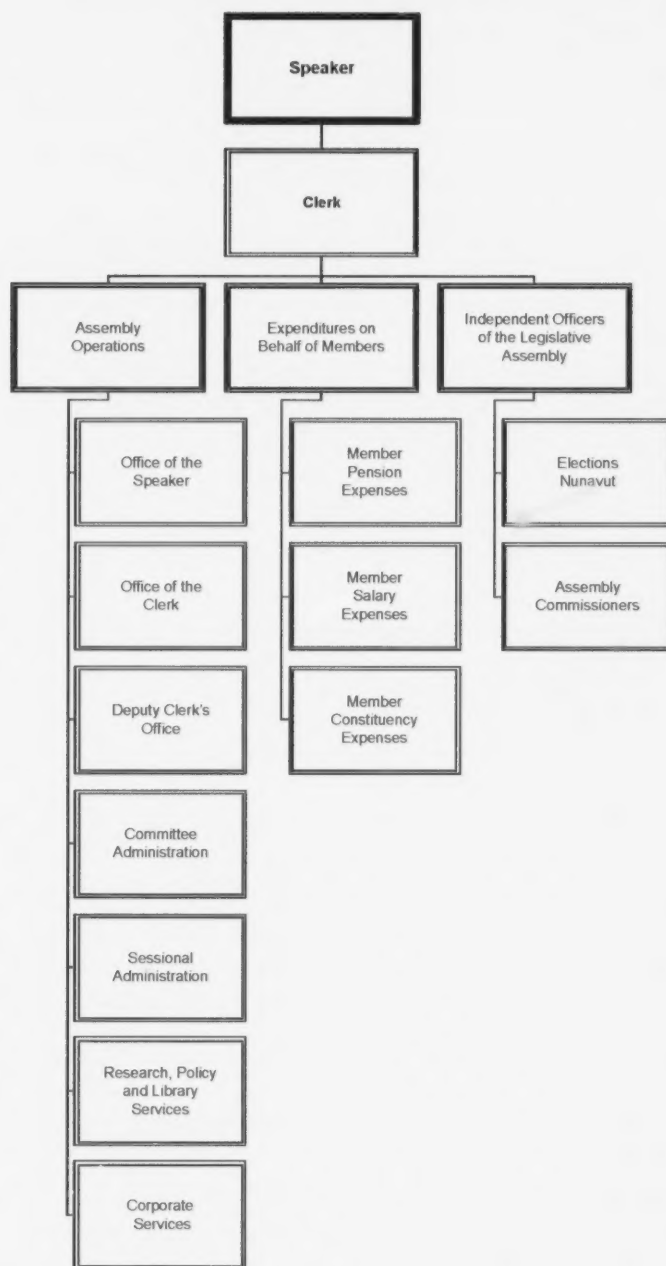 Speaker
Clerk
Assembly
Operations
Expenditures on
Behalf of Members
Independent Officers
of the Legislative
Assembly
Office of the
Speaker
Office of the
Clerk
Deputy Clerk's
Office
Committee
Administration
Sessional
Administration
Research, Policy
and Library
Services
Corporate
Services
Member
Pension
Expenses
Member
Salary
Expenses
Member
Constituency
Expenses
Elections
Nunavut
Assembly
Commissioners